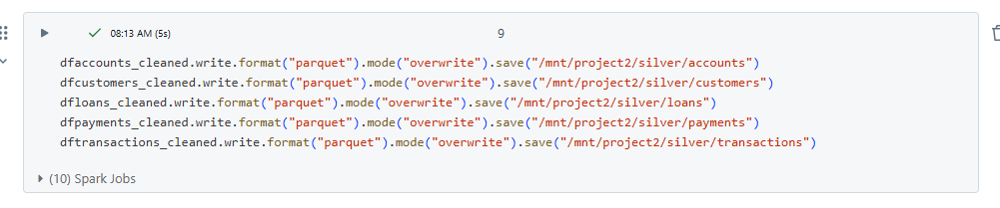 08:13 AM (5s)
9
dfaccounts_cleaned.write.format("parquet").mode("overwrite").save("/mnt/project2/silver/accounts")
dfcustomers_cleaned.write.format("parquet").mode("overwrite").save("/mnt/project2/silver/customers")
dfloans_cleaned.write.format("parquet").mode("overwrite").save("/mnt/project2/silver/loans")
dfpayments_cleaned.write.format("parquet").mode("overwrite").save("/mnt/project2/silver/payments")
dftransactions_cleaned.write.format("parquet").mode("overwrite").save("/mnt/project2/silver/transactions")
(10) Spark Jobs